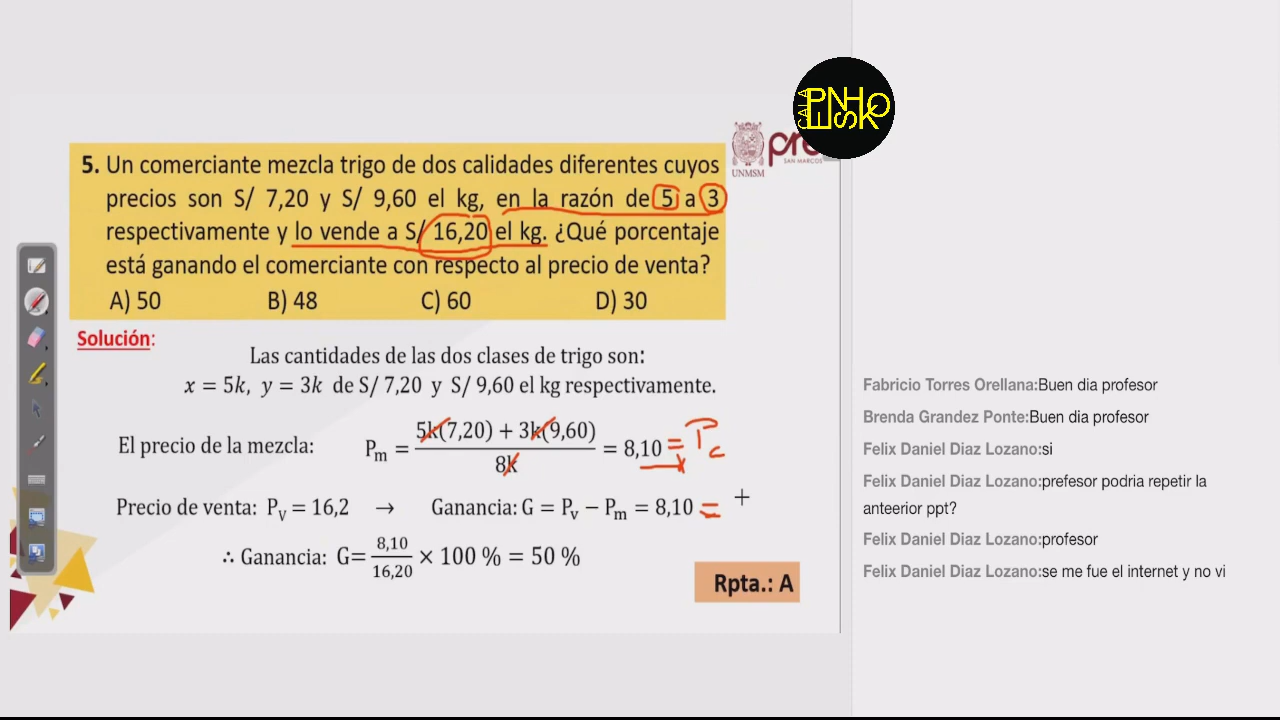 CALA
PNHO
ESK
pre
SAN MARCOS
UNMSM
5. Un comerciante mezcla trigo de dos calidades diferentes cuyos
precios son S/ 7,20 y S/ 9,60 el kg, en la razón de 5 a 3
respectivamente y lo vende a S/ 16,20 el kg. ¿Qué porcentaje
está ganando el comerciante con respecto al precio de venta?
A) 50 B) 48 C) 60 D) 30
Solución:
Las cantidades de las dos clases de trigo son:
x = 5k, y = 3k de S/ 7,20 y S/ 9,60 el kg respectivamente.
El precio de la mezcla: Pm = 5k(7,20) + 3k(9,60) / 8k = 8,10 = Pc
Precio de venta: Pv = 16,2 → Ganancia: G = Pv − Pm = 8,10 =
∴ Ganancia: G= 8,10 / 16,20 × 100 % = 50 %
Rpta.: A
Fabricio Torres Orellana:Buen dia profesor
Brenda Grandez Ponte:Buen dia profesor
Felix Daniel Diaz Lozano:si
Felix Daniel Diaz Lozano:prefesor podria repetir la
anteerior ppt?
Felix Daniel Diaz Lozano:profesor
Felix Daniel Diaz Lozano:se me fue el internet y no vi